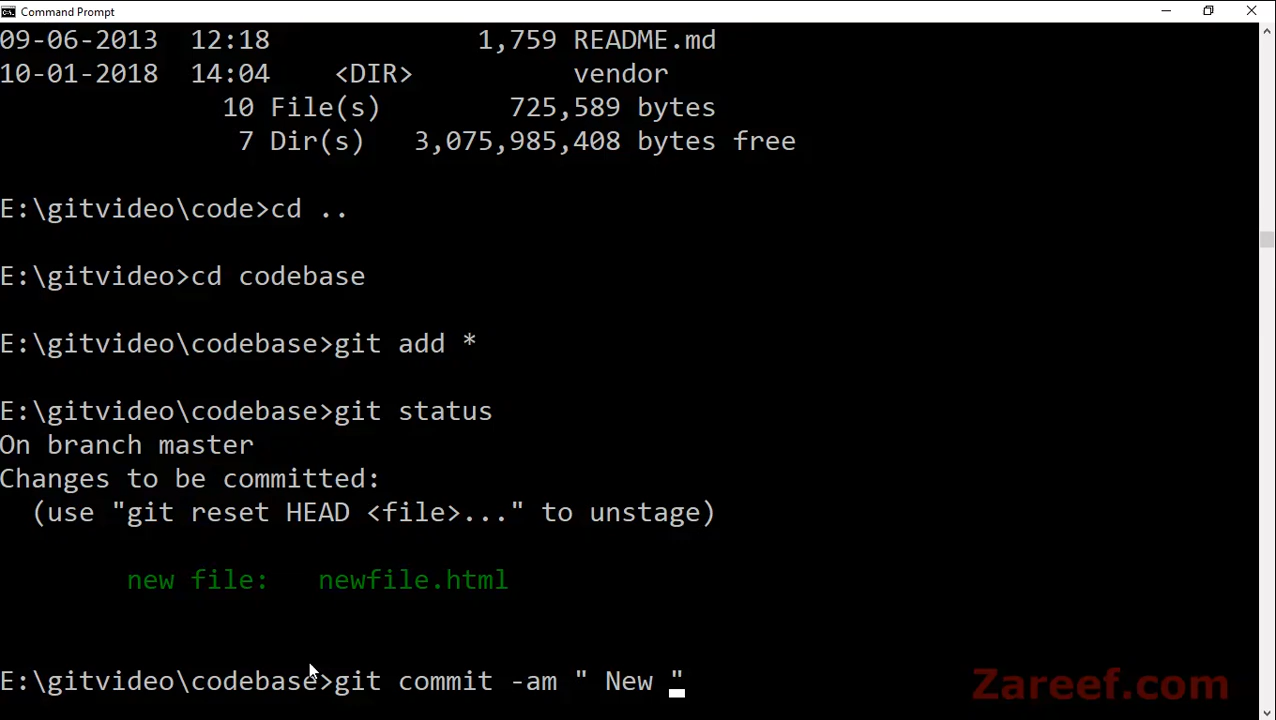 Command Prompt
09-06-2013  12:18             1,759 README.md
10-01-2018  14:04    <DIR>          vendor
              10 File(s)        725,589 bytes
               7 Dir(s)   3,075,985,408 bytes free
E:\gitvideo\code>cd ..
E:\gitvideo>cd codebase
E:\gitvideo\codebase>git add *
E:\gitvideo\codebase>git status
On branch master
Changes to be committed:
  (use "git reset HEAD <file>..." to unstage)
        new file:   newfile.html
E:\gitvideo\codebase>git commit -am " New "
Zareef.com